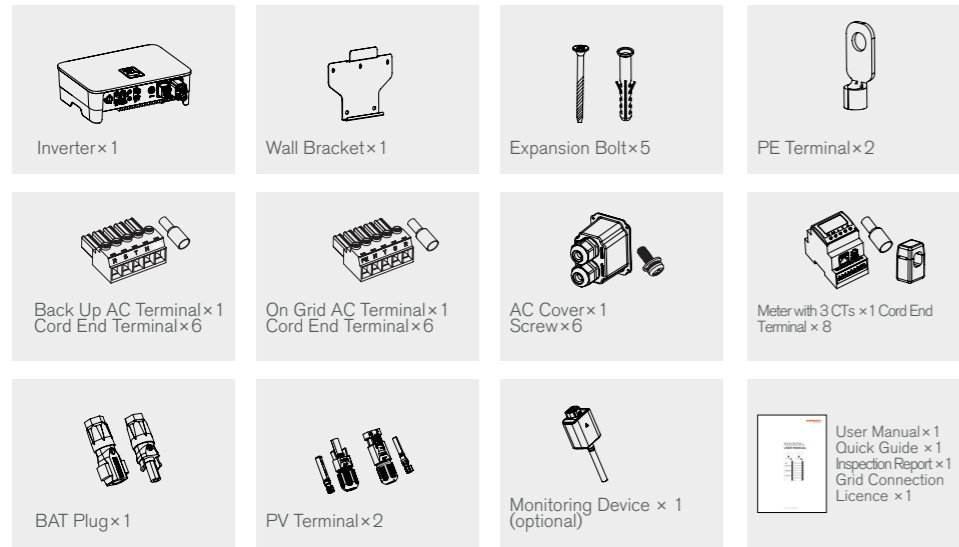 Inverter×1
Wall Bracket×1
Expansion Bolt×5
PE Terminal×2
Back Up AC Terminal×1
Cord End Terminal×6
On Grid AC Terminal×1
Cord End Terminal×6
AC Cover×1
Screw×6
Meter with 3 CTs ×1 Cord End
Terminal × 8
BAT Plug×1
PV Terminal×2
Monitoring Device × 1
(optional)
USER MANUAL
User Manual×1
Quick Guide ×1
Inspection Report ×1
Grid Connection
Licence ×1